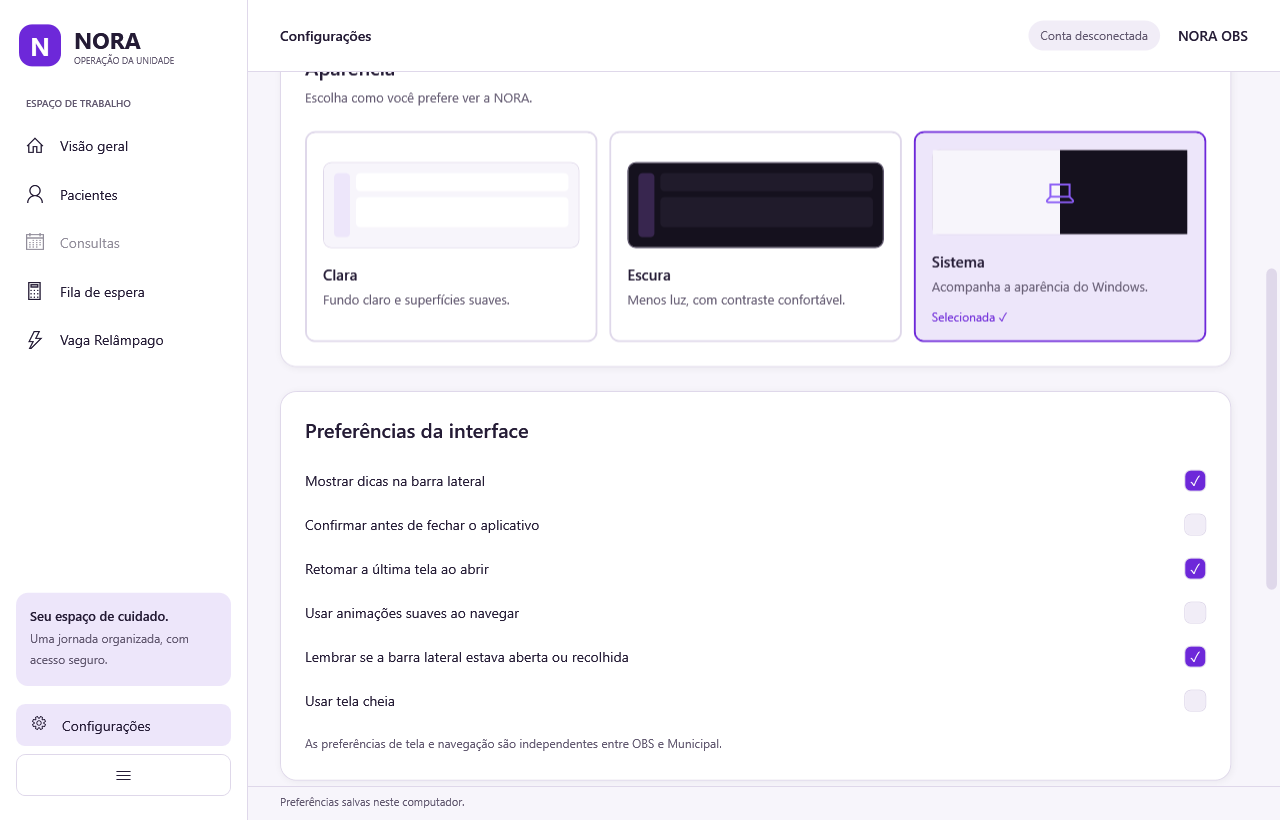 N
NORA
OPERAÇÃO DA UNIDADE
ESPAÇO DE TRABALHO
Visão geral
Pacientes
Consultas
Fila de espera
Vaga Relâmpago
Seu espaço de cuidado.
Uma jornada organizada, com
acesso seguro.
Configurações
Configurações
Conta desconectada
NORA OBS
Aparência
Escolha como você prefere ver a NORA.
Clara
Fundo claro e superfícies suaves.
Escura
Menos luz, com contraste confortável.
Sistema
Acompanha a aparência do Windows.
Selecionada ✓
Preferências da interface
Mostrar dicas na barra lateral
Confirmar antes de fechar o aplicativo
Retomar a última tela ao abrir
Usar animações suaves ao navegar
Lembrar se a barra lateral estava aberta ou recolhida
Usar tela cheia
As preferências de tela e navegação são independentes entre OBS e Municipal.
Preferências salvas neste computador.